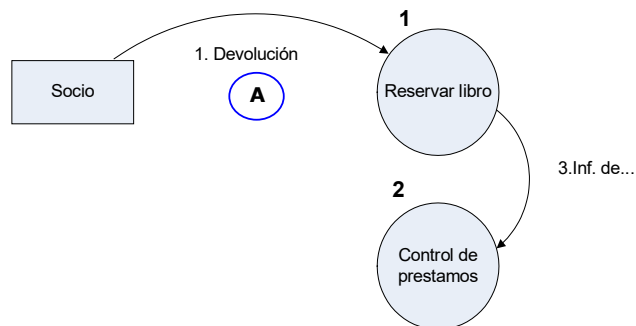 1
1. Devolución
Socio
A
Reservar libro
3.Inf. de...
2
Control de
prestamos